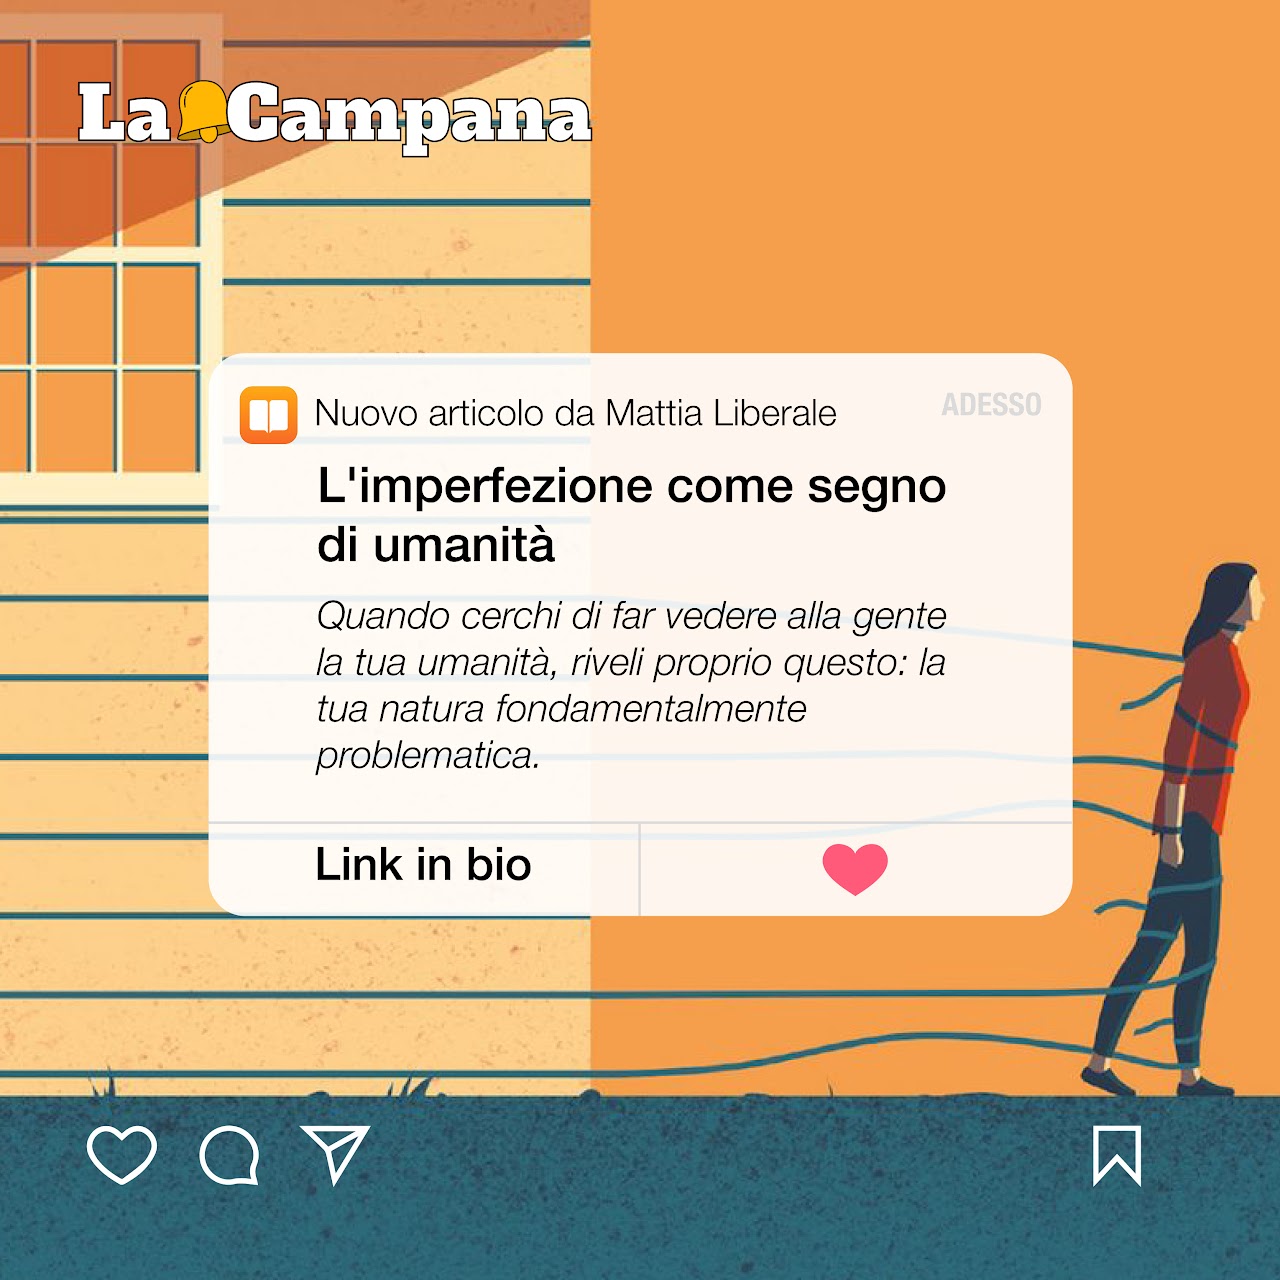 La Campana
Nuovo articolo da Mattia Liberale
ADESSO
L'imperfezione come segno
di umanità
Quando cerchi di far vedere alla gente
la tua umanità, riveli proprio questo: la
tua natura fondamentalmente
problematica.
Link in bio